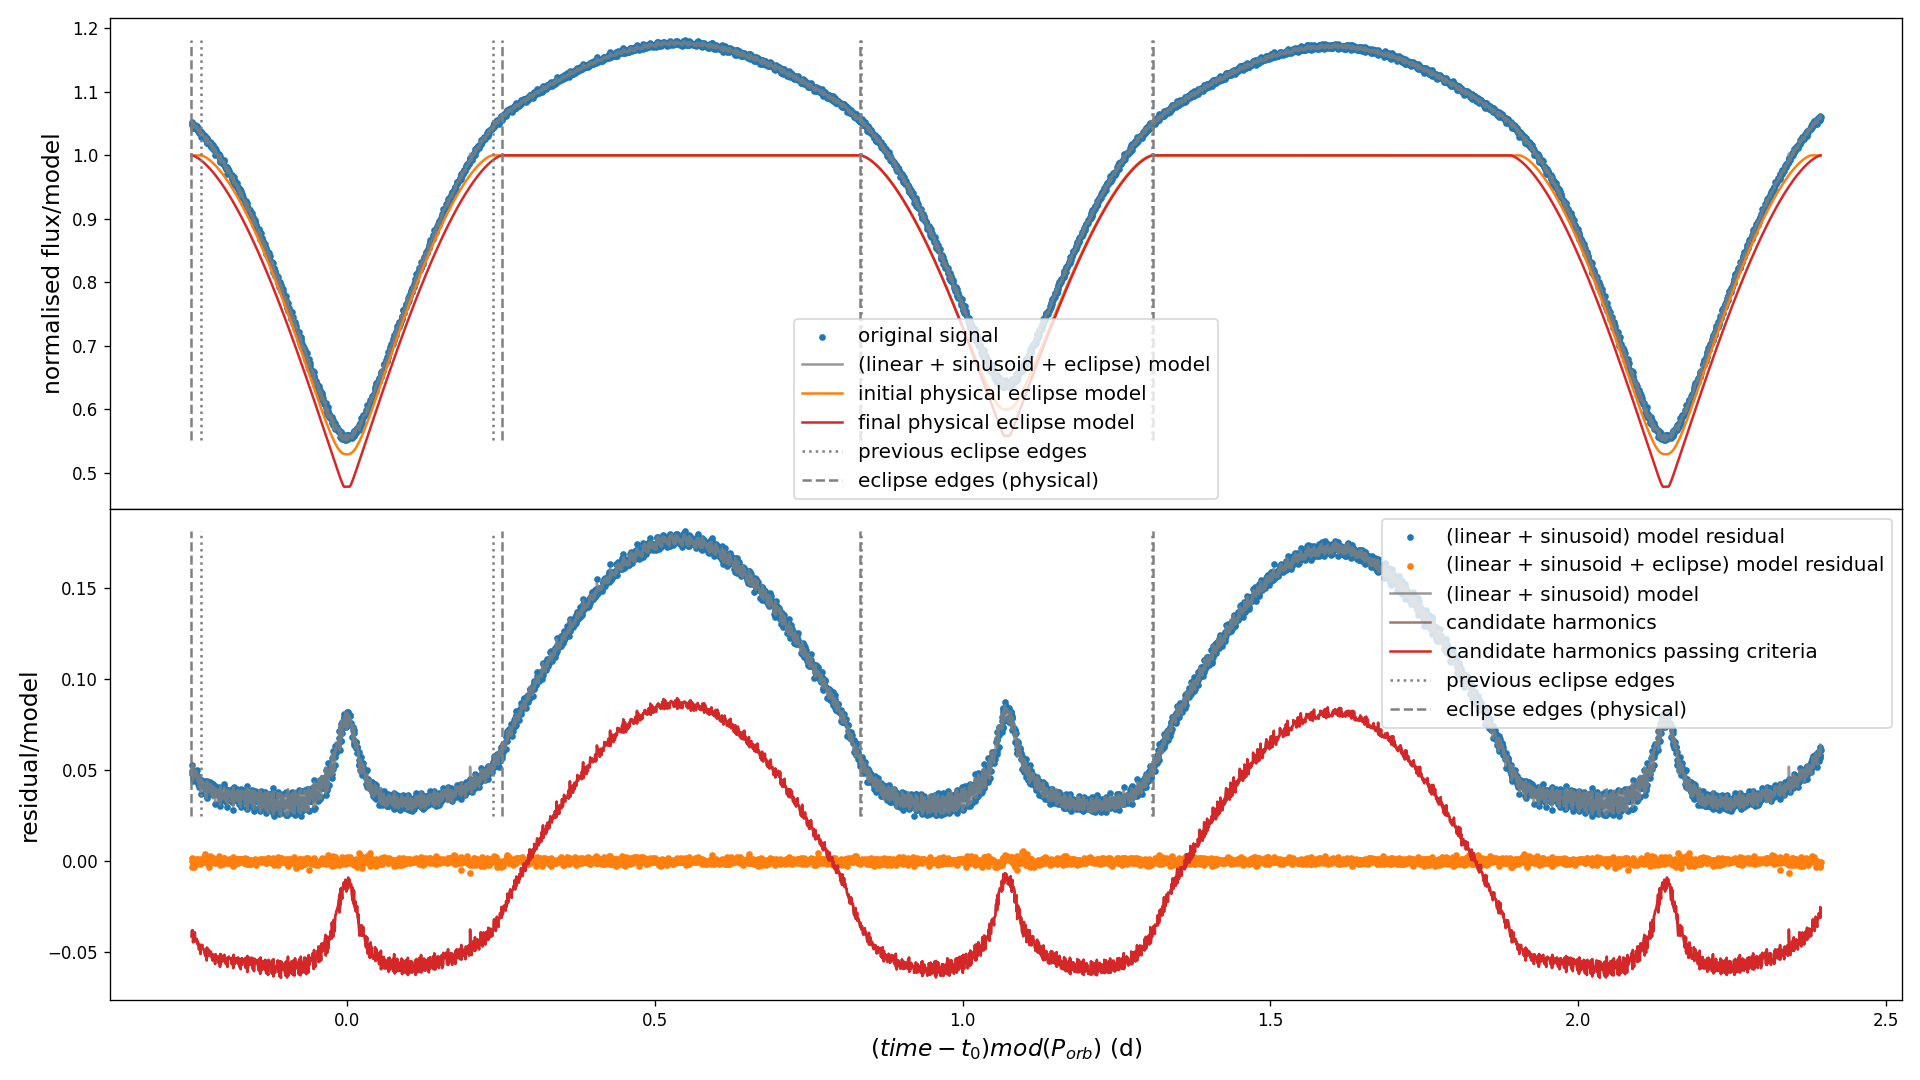 1.2
1.1
1.0
0.9
0.8
0.7
0.6
0.5
normalised flux/model
original signal
(linear + sinusoid + eclipse) model
initial physical eclipse model
final physical eclipse model
previous eclipse edges
eclipse edges (physical)
0.15
0.10
0.05
0.00
−0.05
residual/model
(linear + sinusoid) model residual
(linear + sinusoid + eclipse) model residual
(linear + sinusoid) model
candidate harmonics
candidate harmonics passing criteria
previous eclipse edges
eclipse edges (physical)
0.0 0.5 1.0 1.5 2.0 2.5
(time − t₀)mod(Pₒᵣb) (d)